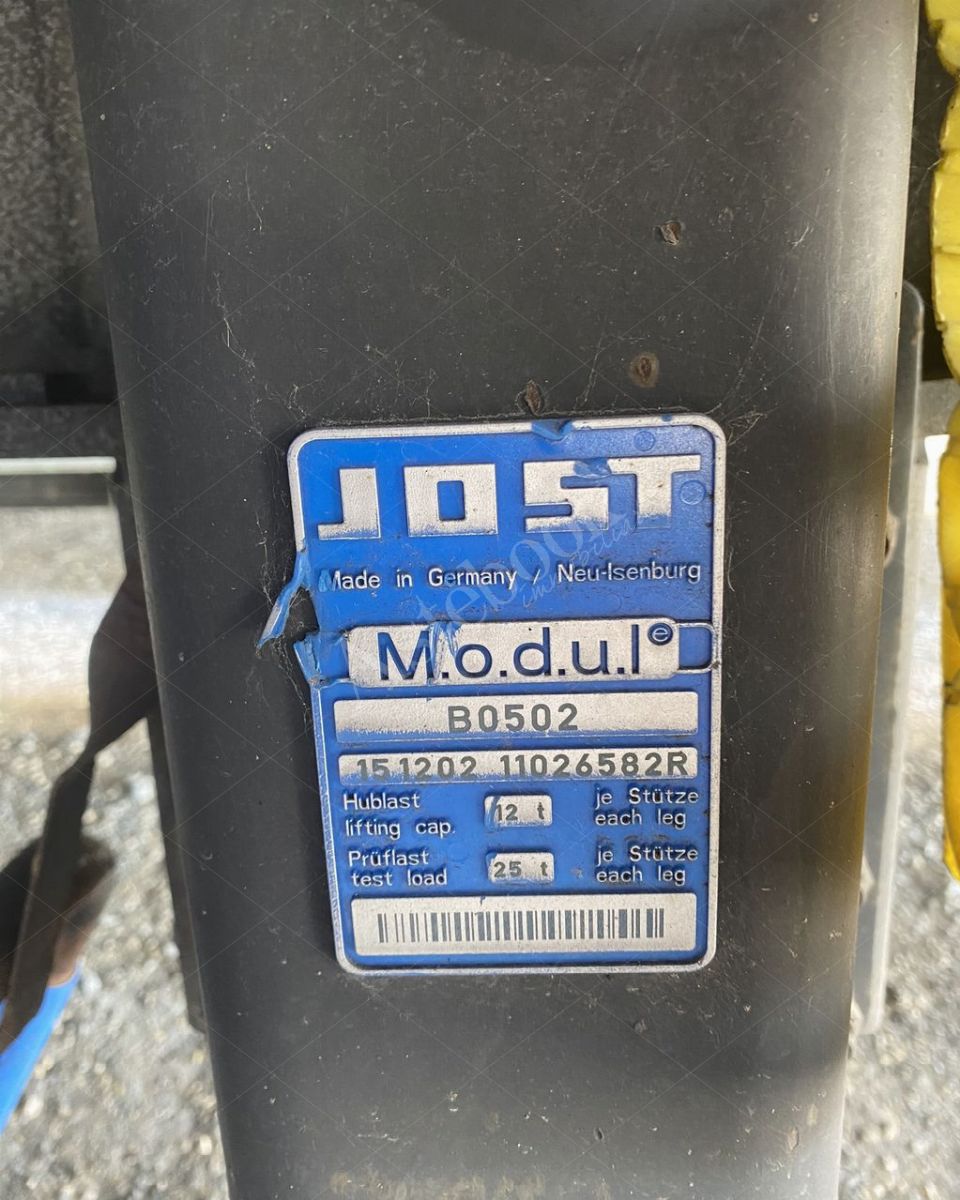 JOST
Made in Germany / Neu-Isenburg
M.o.d.u.l®
B0502
151202 11026582R
Hublast 12 t je Stütze
lifting cap. each leg
Prüflast 25 t je Stütze
test load each leg